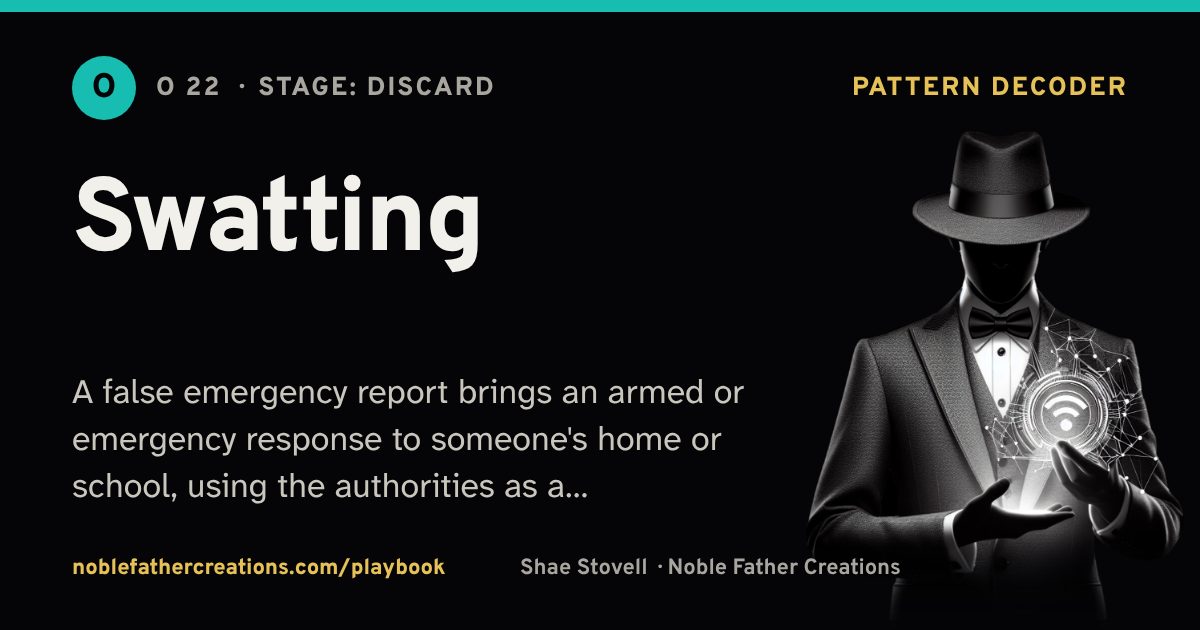 O O 22 · STAGE: DISCARD
PATTERN DECODER
Swatting
A false emergency report brings an armed or
emergency response to someone's home or
school, using the authorities as a...
noblefathercreations.com/playbook
Shae Stovell · Noble Father Creations